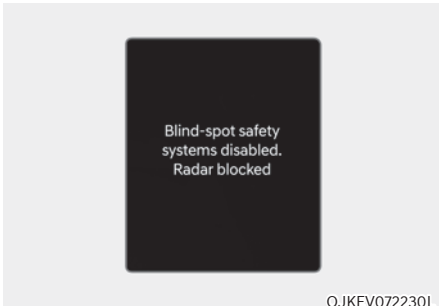 Blind-spot safety
systems disabled.
Radar blocked
OJKEV072230L